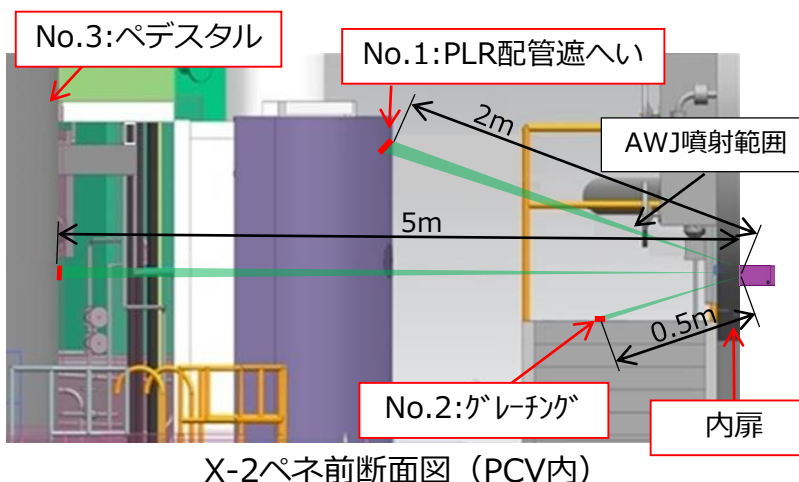 No.3:ペデスタル
No.1:PLR配管遮へい
2m
AWJ噴射範囲
5m
0.5m
No.2:ｸﾞﾚｰﾁﾝｸﾞ
内扉
X-2ペネ前断面図（PCV内）